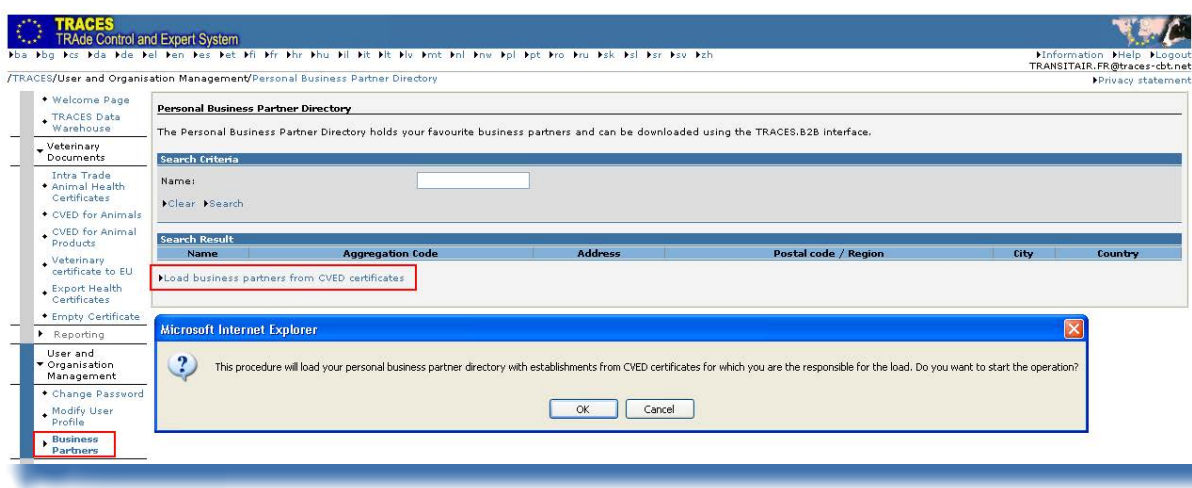 TRACES
TRAde Control and Expert System
ba bg cs da de el en es et fi fr hr hu il it lt lv mt nl nw pl pt ro ru sk sl sr sv zh
Information Help Logout
TRANSITAIR.FR@traces-cbt.net
/TRACES/User and Organisation Management/Personal Business Partner Directory
Privacy statement
Welcome Page
TRACES Data
Warehouse
Veterinary
Documents
Intra Trade
Animal Health
Certificates
CVED for Animals
CVED for Animal
Products
Veterinary
certificate to EU
Export Health
Certificates
Empty Certificate
Reporting
User and
Organisation
Management
Change Password
Modify User
Profile
Business
Partners
Personal Business Partner Directory
The Personal Business Partner Directory holds your favourite business partners and can be downloaded using the TRACES.B2B interface.
Search Criteria
Name:
Clear Search
Search Result
Name Aggregation Code Address Postal code / Region City Country
Load business partners from CVED certificates
Microsoft Internet Explorer
This procedure will load your personal business partner directory with establishments from CVED certificates for which you are the responsible for the load. Do you want to start the operation?
OK Cancel